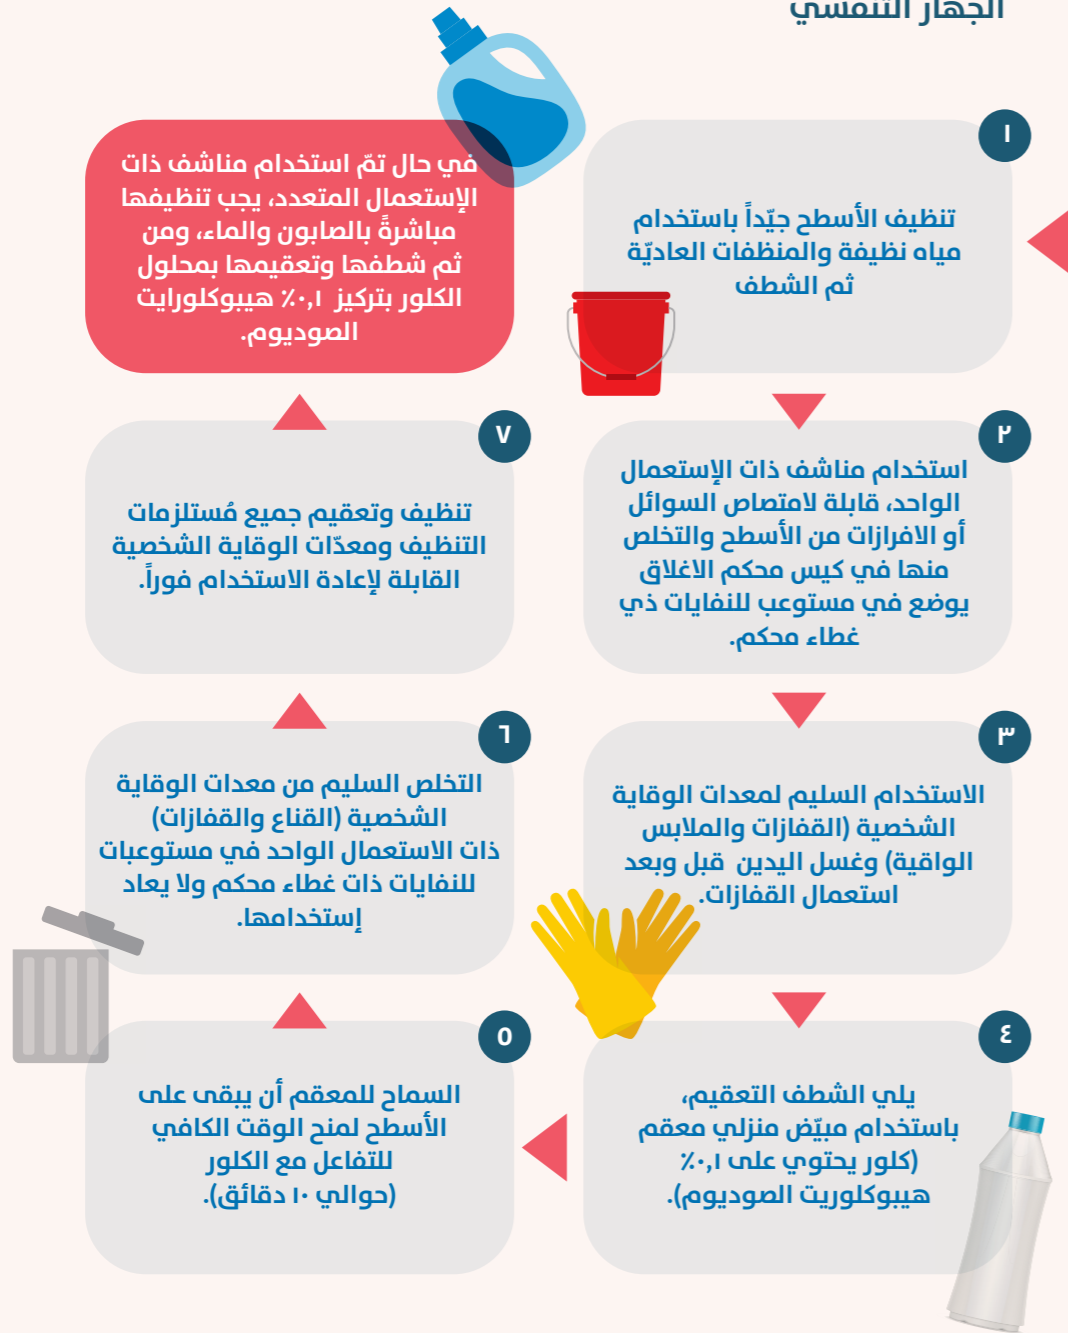 الجهاز التنفسي
١
تنظيف الأسطح جيّداً باستخدام
مياه نظيفة والمنظفات العاديّة
ثم الشطف
٢
استخدام مناشف ذات الإستعمال
الواحد، قابلة لامتصاص السوائل
أو الافرازات من الأسطح والتخلص
منها في كيس محكم الاغلاق
يوضع في مستوعب للنفايات ذي
غطاء محكم.
٣
الاستخدام السليم لمعدات الوقاية
الشخصية (القفازات والملابس
الواقية) وغسل اليدين قبل وبعد
استعمال القفازات.
٤
يلي الشطف التعقيم،
باستخدام مبيّض منزلي معقم
(كلور يحتوي على ٠,١٪
هيبوكلوريت الصوديوم).
٥
السماح للمعقم أن يبقى على
الأسطح لمنح الوقت الكافي
للتفاعل مع الكلور
(حوالي ١٠ دقائق).
٦
التخلص السليم من معدات الوقاية
الشخصية (القناع والقفازات)
ذات الاستعمال الواحد في مستوعبات
للنفايات ذات غطاء محكم ولا يعاد
إستخدامها.
٧
تنظيف وتعقيم جميع مُستلزمات
التنظيف ومعدّات الوقاية الشخصية
القابلة لإعادة الاستخدام فوراً.
في حال تمّ استخدام مناشف ذات
الإستعمال المتعدد، يجب تنظيفها
مباشرةً بالصابون والماء، ومن
ثم شطفها وتعقيمها بمحلول
الكلور بتركيز ٠,١٪ هيبوكلورايت
الصوديوم.